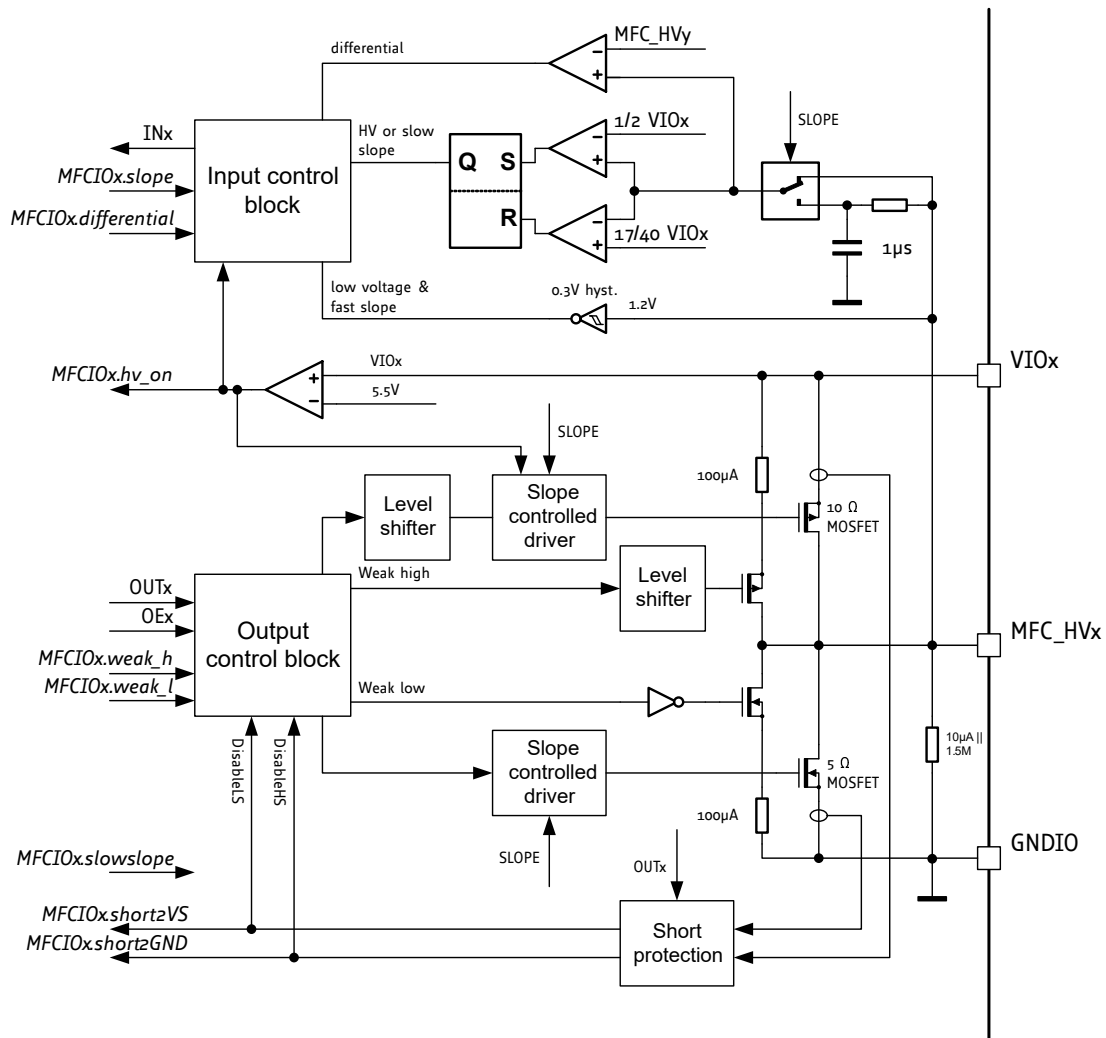 MFC_HVy
differential
−
+
SLOPE
INx
HV or slow
slope
1/2 VIOx
−
+
MFCIOx.slope
Input control
block
Q
S
R
MFCIOx.differential
−
+
17/40 VIOx
1µs
low voltage &
fast slope
0.3V hyst.
1.2V
VIOx
VIOx
MFCIOx.hv_on
+
−
5.5V
SLOPE
100µA
Level
shifter
Slope
controlled
driver
10 Ω
MOSFET
Weak high
Level
shifter
OUTx
OEx
Output
control block
MFC_HVx
MFCIOx.weak_h
MFCIOx.weak_l
Weak low
DisableLS
DisableHS
Slope
controlled
driver
5 Ω
MOSFET
10µA ||
1.5M
100µA
GNDIO
SLOPE
MFCIOx.slowslope
OUTx
MFCIOx.short2VS
MFCIOx.short2GND
Short
protection